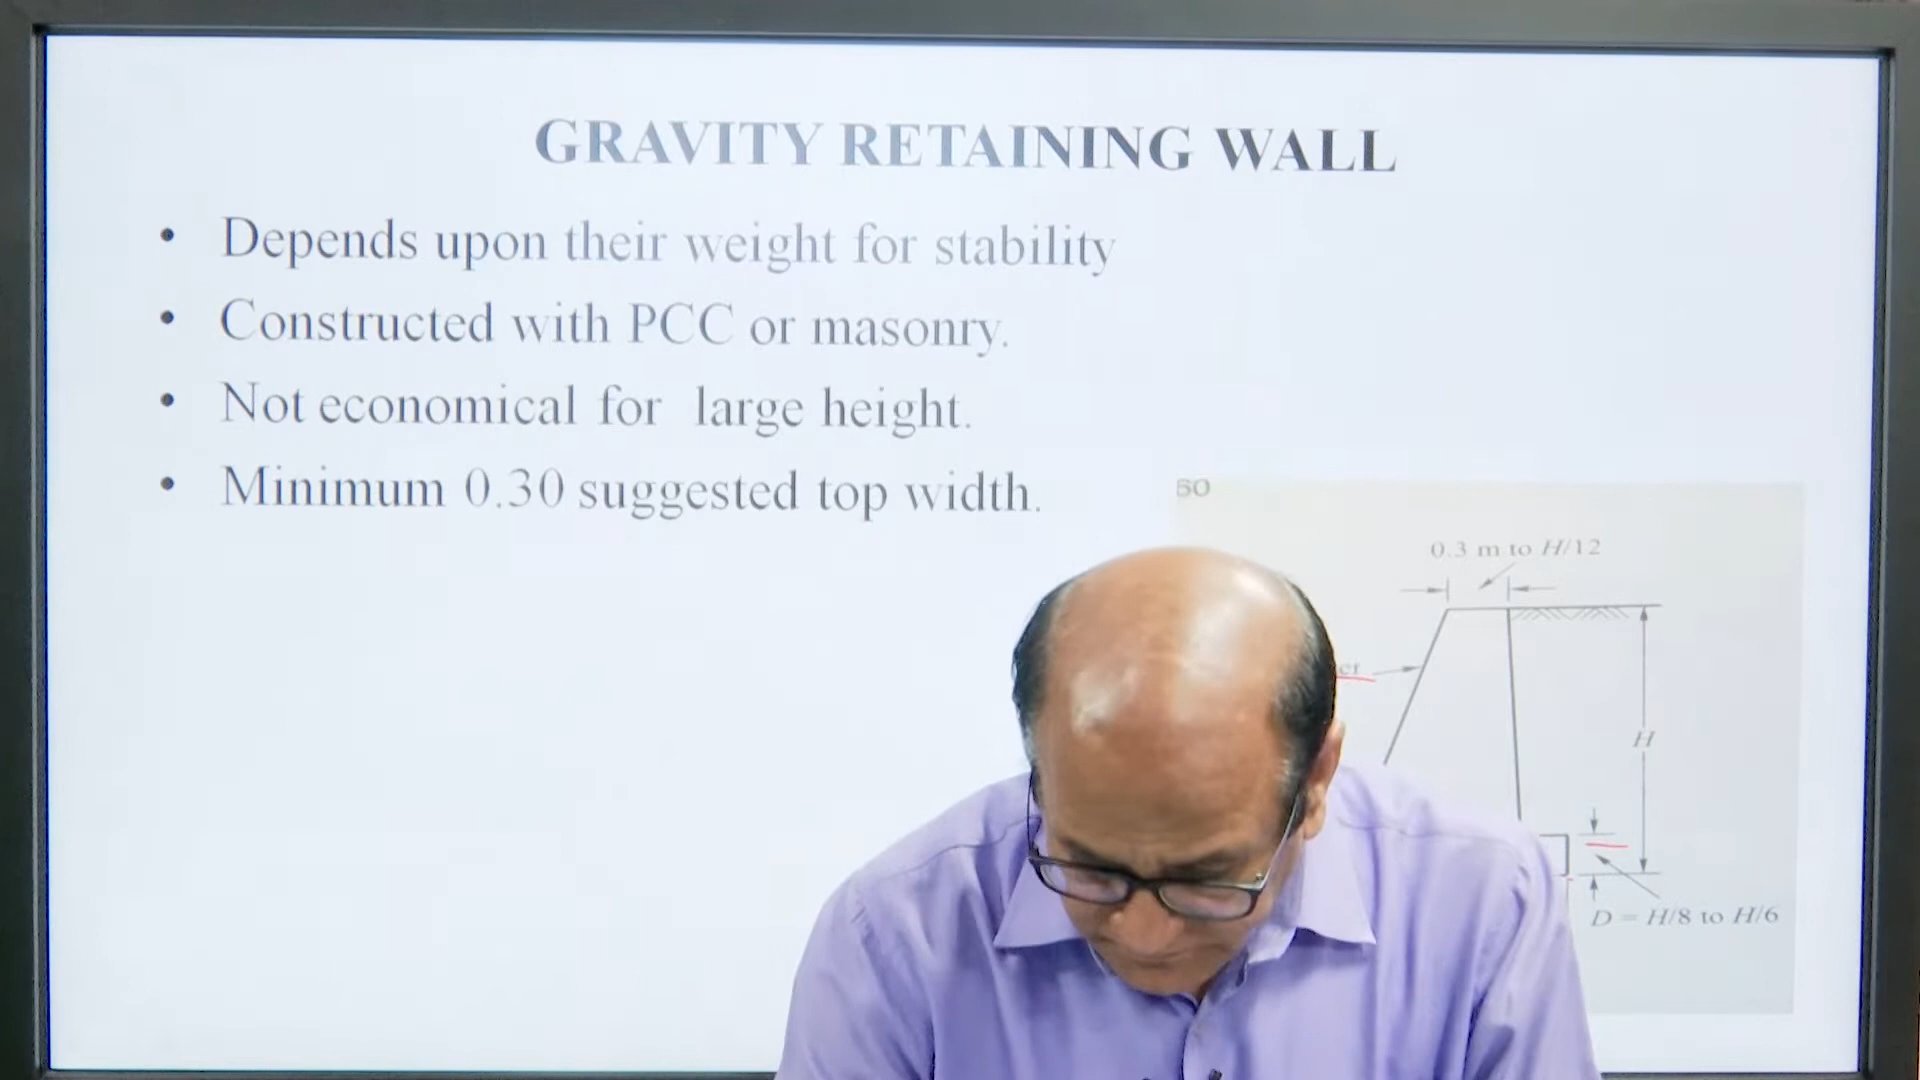 GRAVITY RETAINING WALL
• Depends upon their weight for stability
• Constructed with PCC or masonry.
• Not economical for large height.
• Minimum 0.30 suggested top width.
0.3 m to H/12
H
D = H/8 to H/6